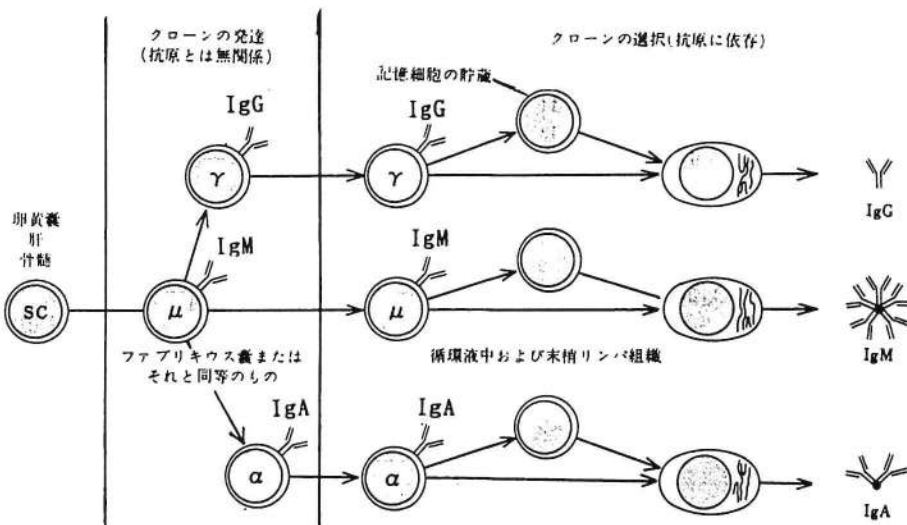 クローンの発達
(抗原とは無関係)
クローンの選択(抗原に依存)
記憶細胞の貯蔵
IgG
IgG
γ
γ
IgG
卵黄嚢
肝
骨髄
IgM
IgM
SC
μ
μ
IgM
ファブリキウス嚢または
それと同等のもの
循環液中および末梢リンパ組織
IgA
IgA
α
α
IgA